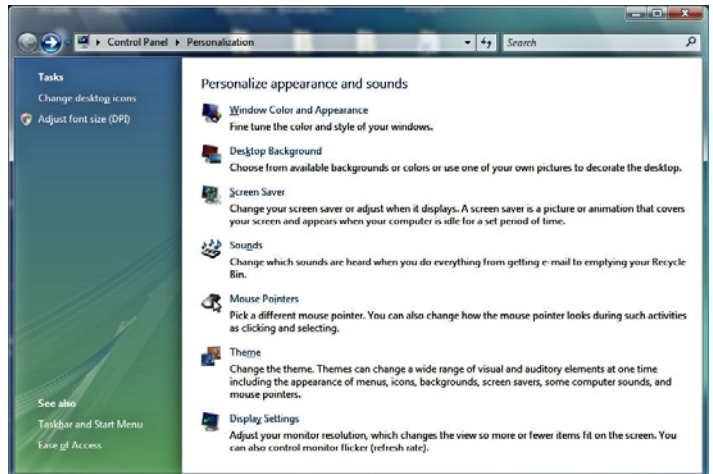 Control Panel Personalization
Search
Tasks
Change desktop icons
Adjust font size (DPI)
Personalize appearance and sounds
Window Color and Appearance
Fine tune the color and style of your windows.
Desktop Background
Choose from available backgrounds or colors or use one of your own pictures to decorate the desktop.
Screen Saver
Change your screen saver or adjust when it displays. A screen saver is a picture or animation that covers
your screen and appears when your computer is idle for a set period of time.
Sounds
Change which sounds are heard when you do everything from getting e-mail to emptying your Recycle
Bin.
Mouse Pointers
Pick a different mouse pointer. You can also change how the mouse pointer looks during such activities
as clicking and selecting.
Theme
Change the theme. Themes can change a wide range of visual and auditory elements at one time
including the appearance of menus, icons, backgrounds, screen savers, some computer sounds, and
mouse pointers.
Display Settings
Adjust your monitor resolution, which changes the view so more or fewer items fit on the screen. You
can also control monitor flicker (refresh rate).
See also
Taskbar and Start Menu
Ease of Access